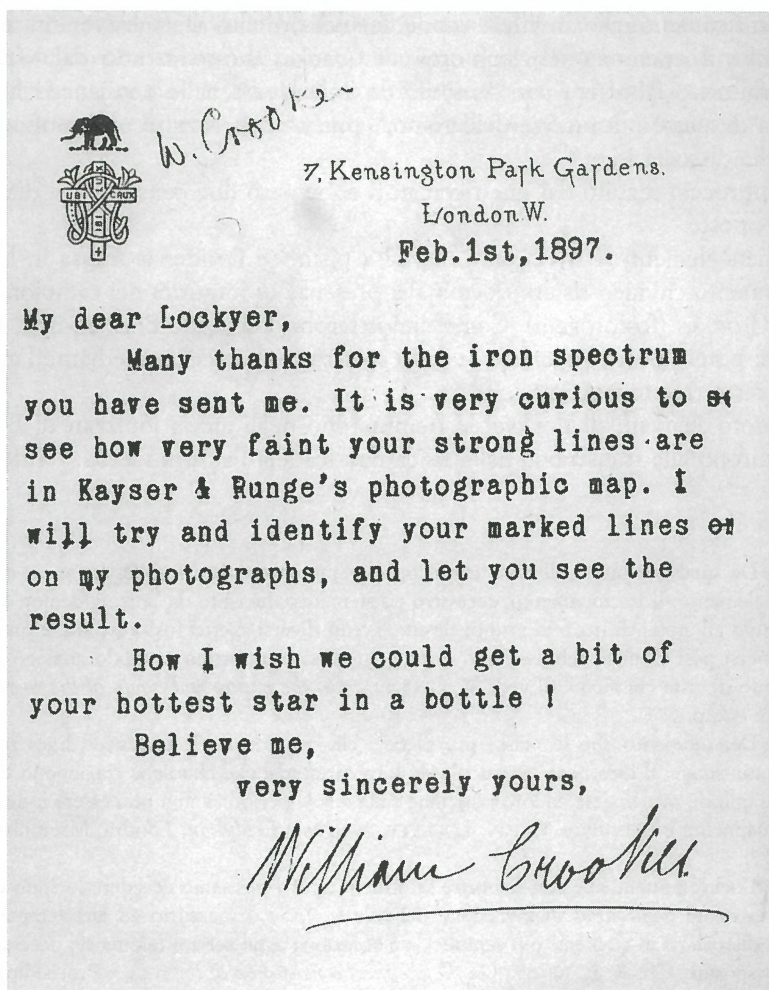 W. Crookes
UBI CRUX
7, Kensington Park Gardens.
London W.
Feb.1st,1897.
My dear Lockyer,
Many thanks for the iron spectrum
you have sent me. It is very curious to st
see how very faint your strong lines are
in Kayser & Runge's photographic map. I
will try and identify your marked lines on
on my photographs, and let you see the
result.
How I wish we could get a bit of
your hottest star in a bottle !
Believe me,
very sincerely yours,
William Crookes